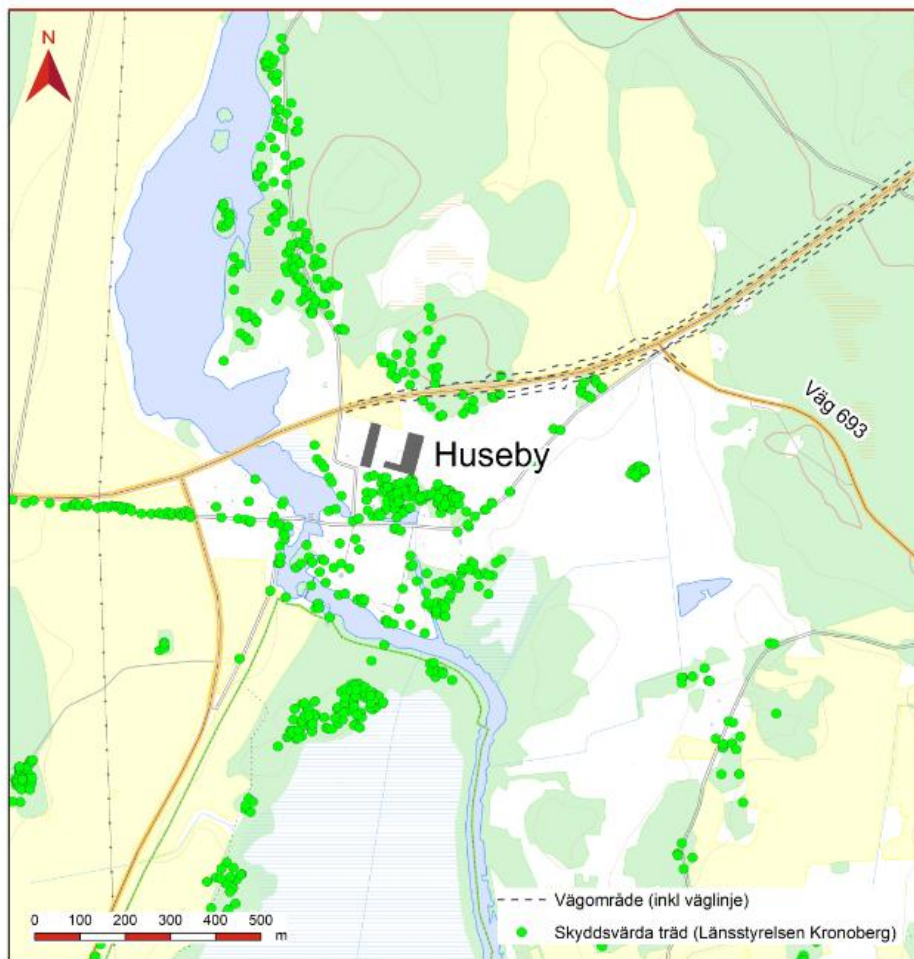 N
Väg 693
Huseby
0 100 200 300 400 500
m
Vägområde (inkl väglinje)
Skyddsvärda träd (Länsstyrelsen Kronoberg)